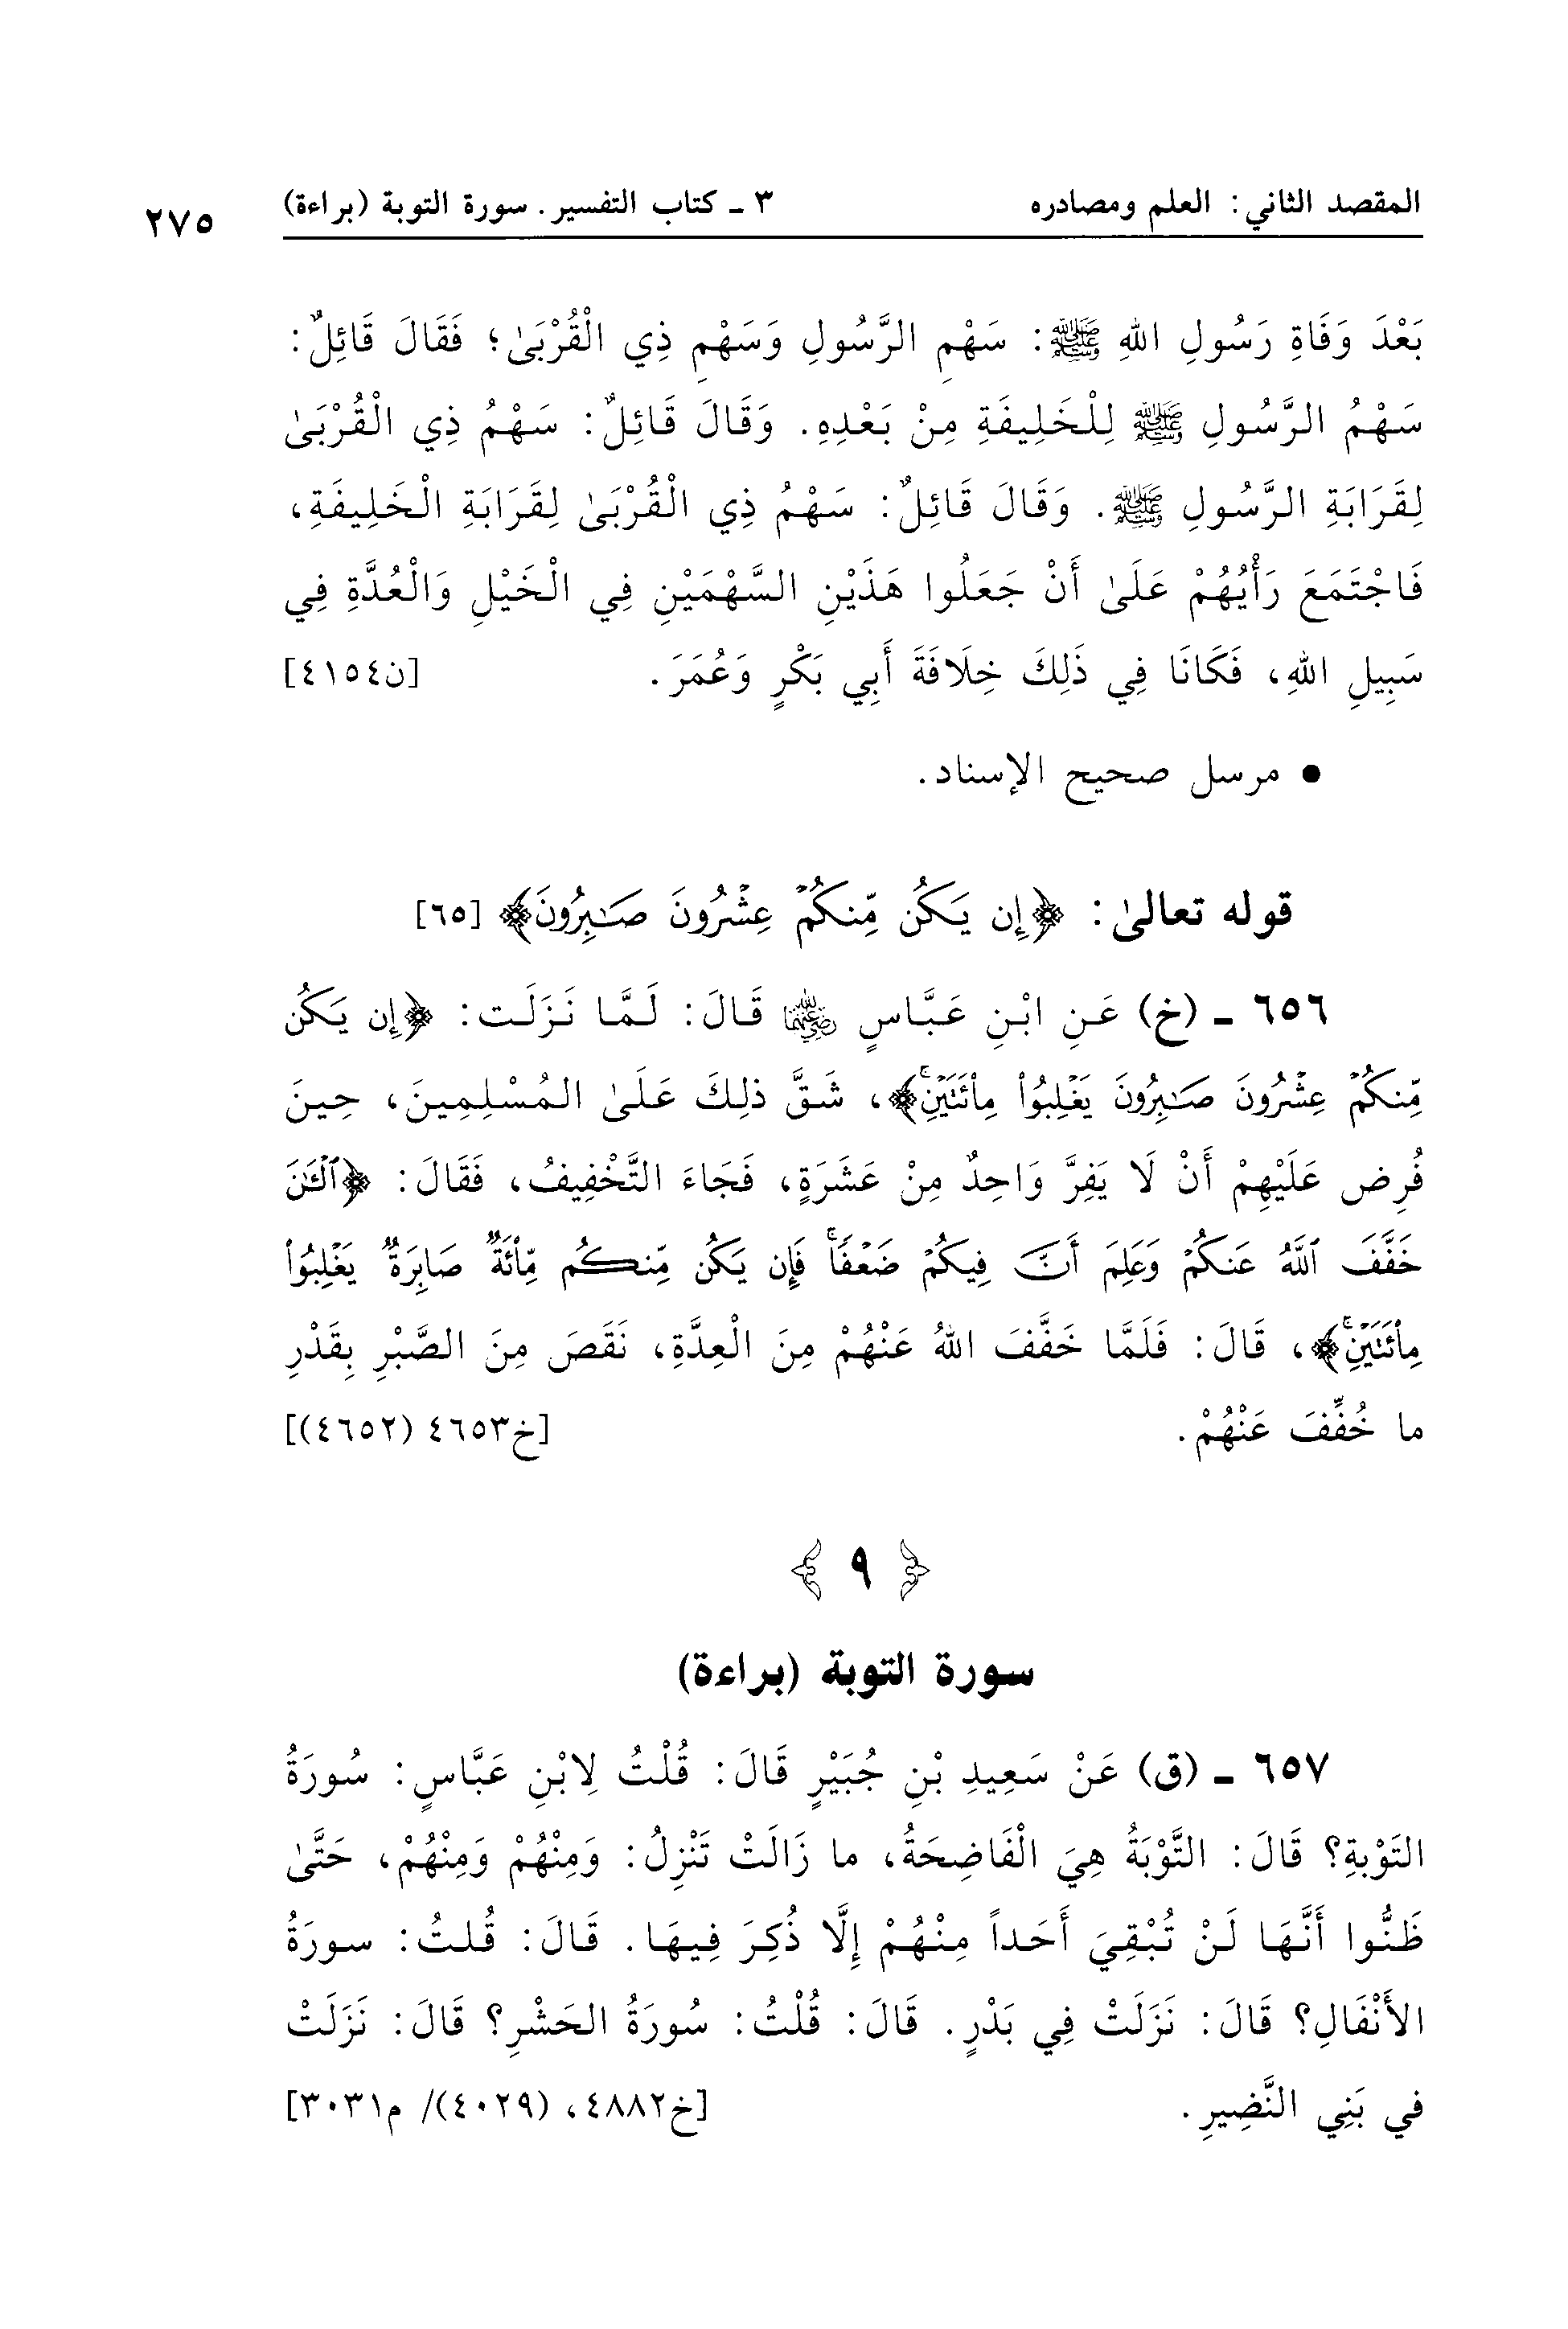 المقصد الثاني: العلم ومصادره ٣ ـ كتاب التفسير. سورة التوبة (براءة) ٢٧٥
بَعْدَ وَفَاةِ رَسُولِ اللهِ ﷺ: سَهْمِ الرَّسُولِ وَسَهْمِ ذِي الْقُرْبَىٰ؛ فَقَالَ قَائِلٌ:
سَهْمُ الرَّسُولِ ﷺ لِلْخَلِيفَةِ مِنْ بَعْدِهِ. وَقَالَ قَائِلٌ: سَهْمُ ذِي الْقُرْبَىٰ
لِقَرَابَةِ الرَّسُولِ ﷺ. وَقَالَ قَائِلٌ: سَهْمُ ذِي الْقُرْبَىٰ لِقَرَابَةِ الْخَلِيفَةِ،
فَاجْتَمَعَ رَأْيُهُمْ عَلَىٰ أَنْ جَعَلُوا هَذَيْنِ السَّهْمَيْنِ فِي الْخَيْلِ وَالْعُدَّةِ فِي
سَبِيلِ اللهِ، فَكَانَا فِي ذَلِكَ خِلَافَةَ أَبِي بَكْرٍ وَعُمَرَ. [ن٤١٥٤]
• مرسل صحيح الإسناد.
قوله تعالىٰ: ﴿إِن يَكُن مِّنكُمْ عِشْرُونَ صَٰبِرُونَ﴾ [٦٥]
٦٥٦ ـ (خ) عَنِ ابْنِ عَبَّاسٍ رضي الله عنهما قَالَ: لَمَّا نَزَلَت: ﴿إِن يَكُن
مِّنكُمْ عِشْرُونَ صَٰبِرُونَ يَغْلِبُوا۟ مِا۟ئَتَيْنِۚ﴾، شَقَّ ذلِكَ عَلَىٰ المُسْلِمِينَ، حِينَ
فُرِض عَلَيْهِمْ أَنْ لَا يَفِرَّ وَاحِدٌ مِنْ عَشَرَةٍ، فَجَاءَ التَّخْفِيفُ، فَقَالَ: ﴿ٱلْـَٰٔنَ
خَفَّفَ ٱللَّهُ عَنكُمْ وَعَلِمَ أَنَّ فِيكُمْ ضَعْفًاۚ فَإِن يَكُن مِّنكُم مِّا۟ئَةٌ صَابِرَةٌ يَغْلِبُوا۟
مِا۟ئَتَيْنِۚ﴾، قَالَ: فَلَمَّا خَفَّفَ اللهُ عَنْهُمْ مِنَ الْعِدَّةِ، نَقَصَ مِنَ الصَّبْرِ بِقَدْرِ
ما خُفِّفَ عَنْهُمْ. [خ٤٦٥٣ (٤٦٥٢)]
﴿ ٩ ﴾
سورة التوبة (براءة)
٦٥٧ ـ (ق) عَنْ سَعِيدِ بْنِ جُبَيْرٍ قَالَ: قُلْتُ لِابْنِ عَبَّاسٍ: سُورَةُ
التَوْبةِ؟ قَالَ: التَّوْبَةُ هِيَ الْفَاضِحَةُ، ما زَالَتْ تَنْزِلُ: وَمِنْهُمْ وَمِنْهُمْ، حَتَّىٰ
ظَنُّوا أَنَّهَا لَنْ تُبْقِيَ أَحَداً مِنْهُمْ إِلَّا ذُكِرَ فِيهَا. قَالَ: قُلتُ: سورَةُ
الأَنْفَالِ؟ قَالَ: نَزَلَتْ فِي بَدْرٍ. قَالَ: قُلْتُ: سُورَةُ الحَشْرِ؟ قَالَ: نَزَلَتْ
في بَنِي النَّضِيرِ. [خ٤٨٨٢، (٤٠٢٩)/ م٣٠٣١]